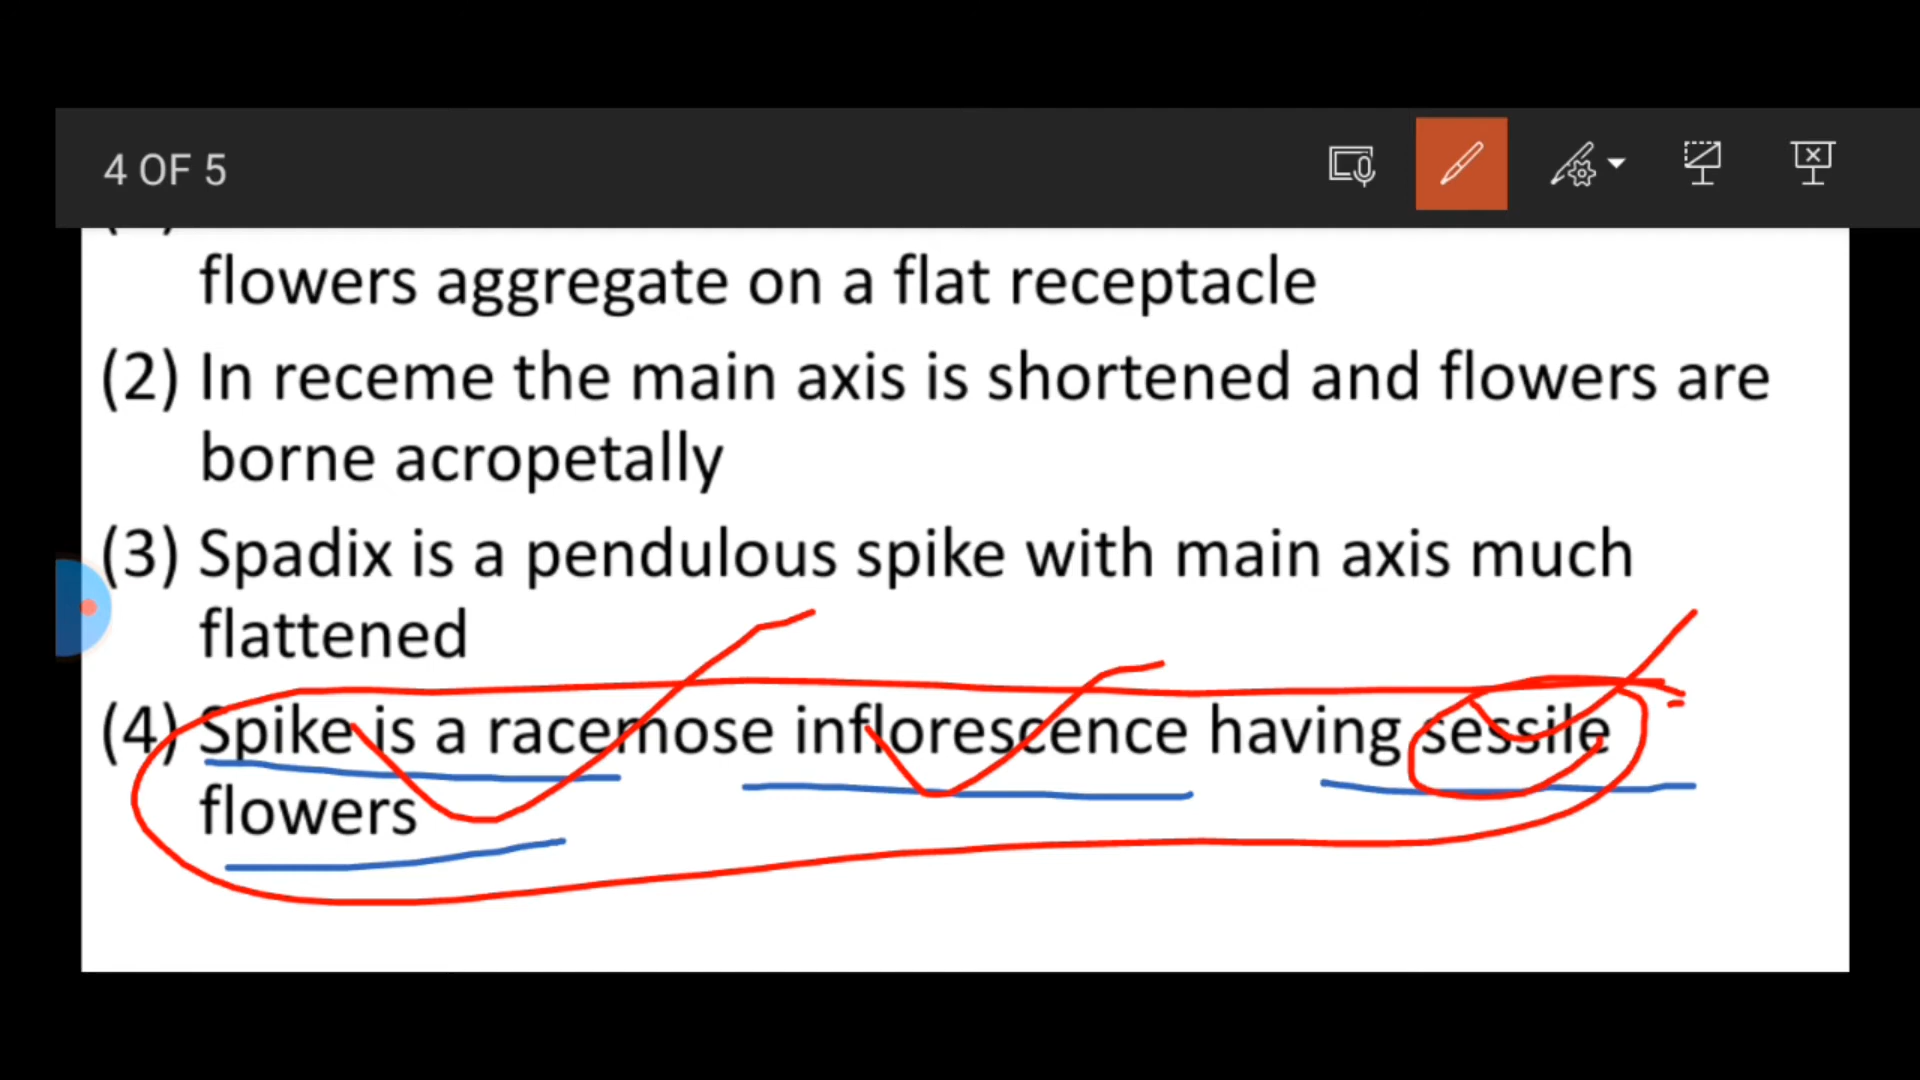 4 OF 5
flowers aggregate on a flat receptacle
(2) In receme the main axis is shortened and flowers are
borne acropetally
(3) Spadix is a pendulous spike with main axis much
flattened
(4) Spike is a racemose inflorescence having sessile
flowers